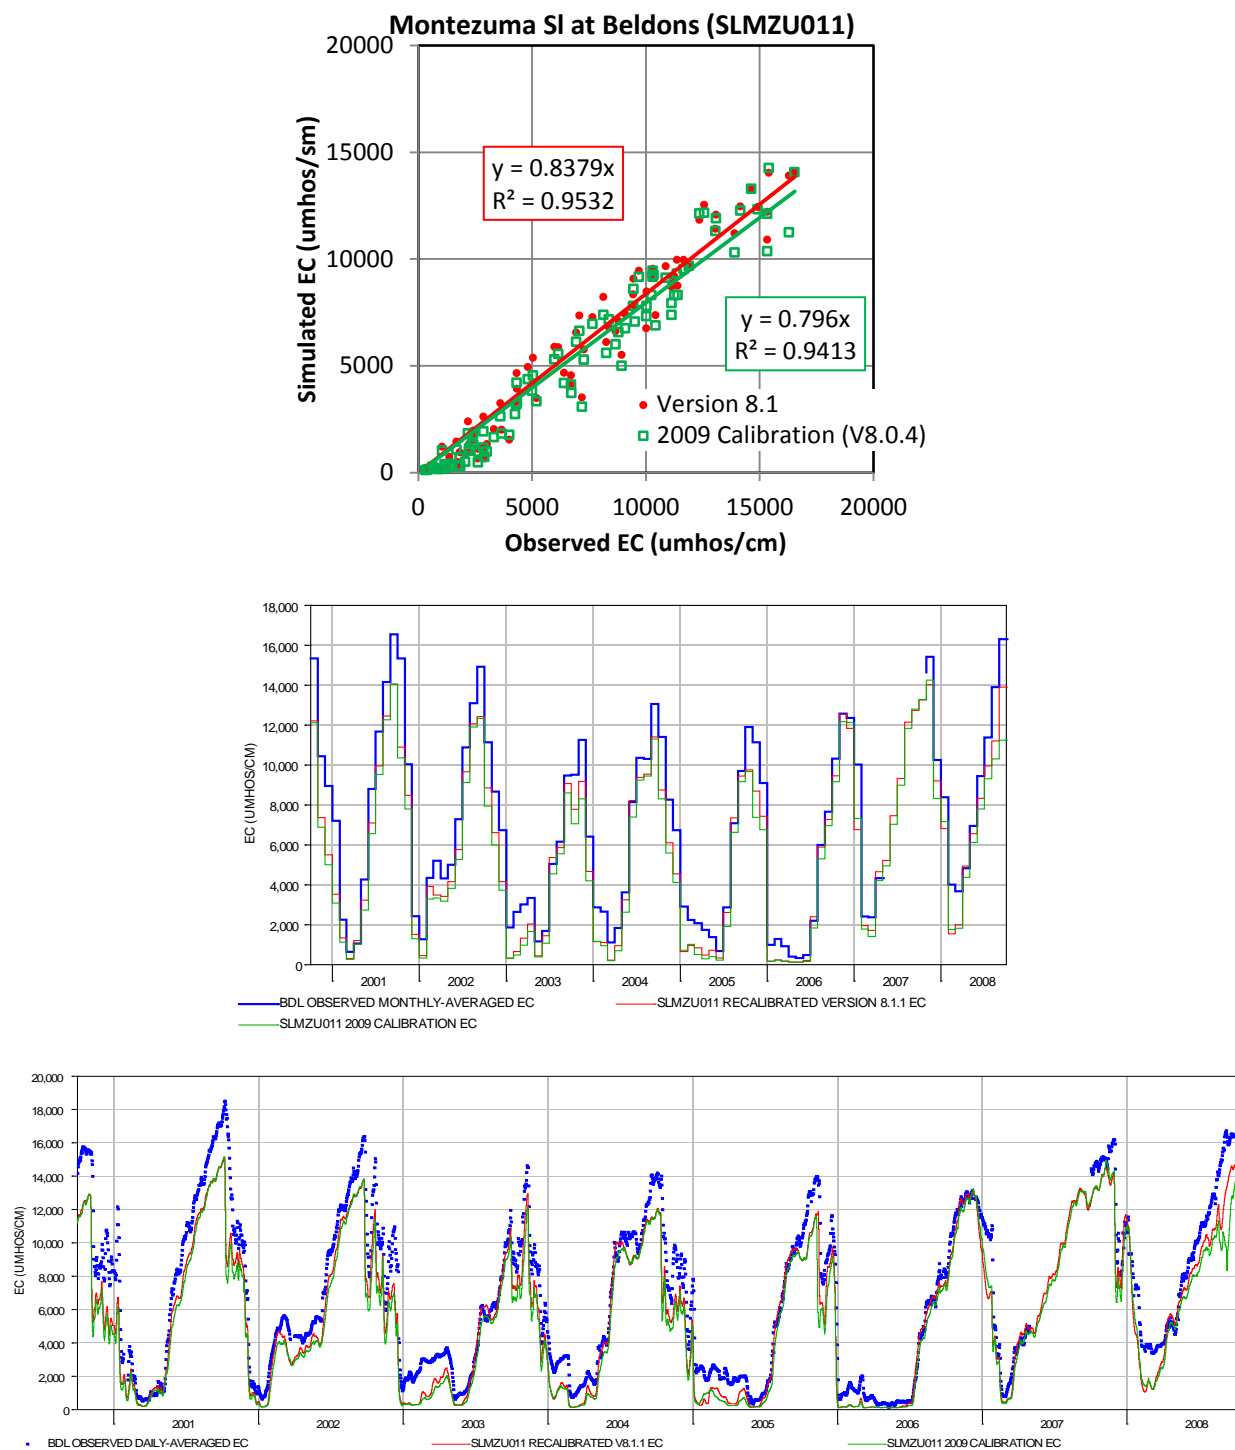 Montezuma Sl at Beldons (SLMZU011)
20000
15000
10000
5000
0
Simulated EC (umhos/sm)
y = 0.8379x
R² = 0.9532
y = 0.796x
R² = 0.9413
Version 8.1
2009 Calibration (V8.0.4)
0 5000 10000 15000 20000
Observed EC (umhos/cm)
18,000
16,000
14,000
12,000
10,000
8,000
6,000
4,000
2,000
0
EC (UMHOS/CM)
2001 2002 2003 2004 2005 2006 2007 2008
BDL OBSERVED MONTHLY-AVERAGED EC SLMZU011 RECALIBRATED VERSION 8.1.1 EC
SLMZU011 2009 CALIBRATION EC
20,000
18,000
16,000
14,000
12,000
10,000
8,000
6,000
4,000
2,000
0
EC (UMHOS/CM)
2001 2002 2003 2004 2005 2006 2007 2008
BDL OBSERVED DAILY-AVERAGED EC SLMZU011 RECALIBRATED V8.1.1 EC SLMZU011 2009 CALIBRATION EC